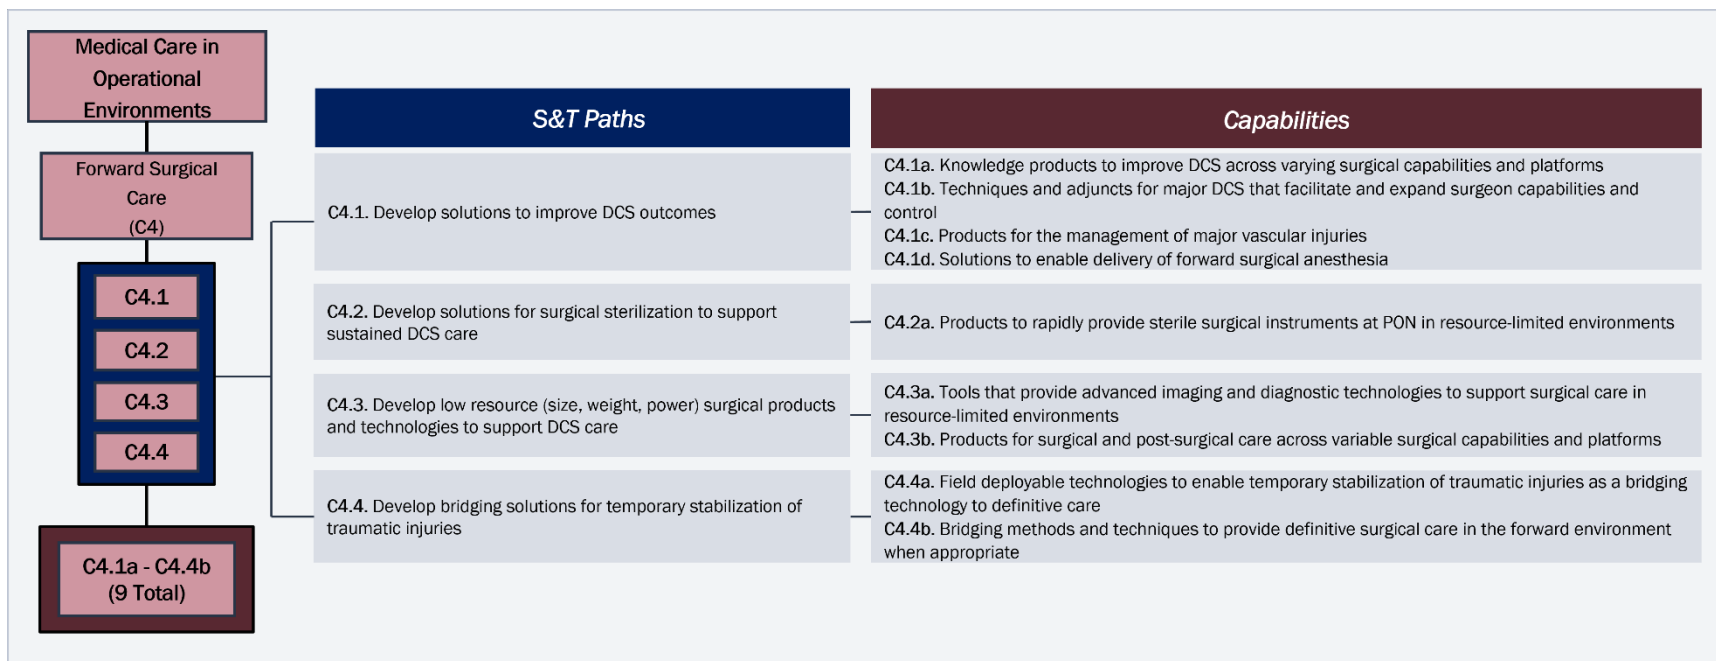 Medical Care in
Operational
Environments
Forward Surgical
Care
(C4)
C4.1
C4.2
C4.3
C4.4
C4.1a - C4.4b
(9 Total)
S&T Paths
Capabilities
C4.1. Develop solutions to improve DCS outcomes
C4.1a. Knowledge products to improve DCS across varying surgical capabilities and platforms
C4.1b. Techniques and adjuncts for major DCS that facilitate and expand surgeon capabilities and
control
C4.1c. Products for the management of major vascular injuries
C4.1d. Solutions to enable delivery of forward surgical anesthesia
C4.2. Develop solutions for surgical sterilization to support
sustained DCS care
C4.2a. Products to rapidly provide sterile surgical instruments at PON in resource-limited environments
C4.3. Develop low resource (size, weight, power) surgical products
and technologies to support DCS care
C4.3a. Tools that provide advanced imaging and diagnostic technologies to support surgical care in
resource-limited environments
C4.3b. Products for surgical and post-surgical care across variable surgical capabilities and platforms
C4.4. Develop bridging solutions for temporary stabilization of
traumatic injuries
C4.4a. Field deployable technologies to enable temporary stabilization of traumatic injuries as a bridging
technology to definitive care
C4.4b. Bridging methods and techniques to provide definitive surgical care in the forward environment
when appropriate